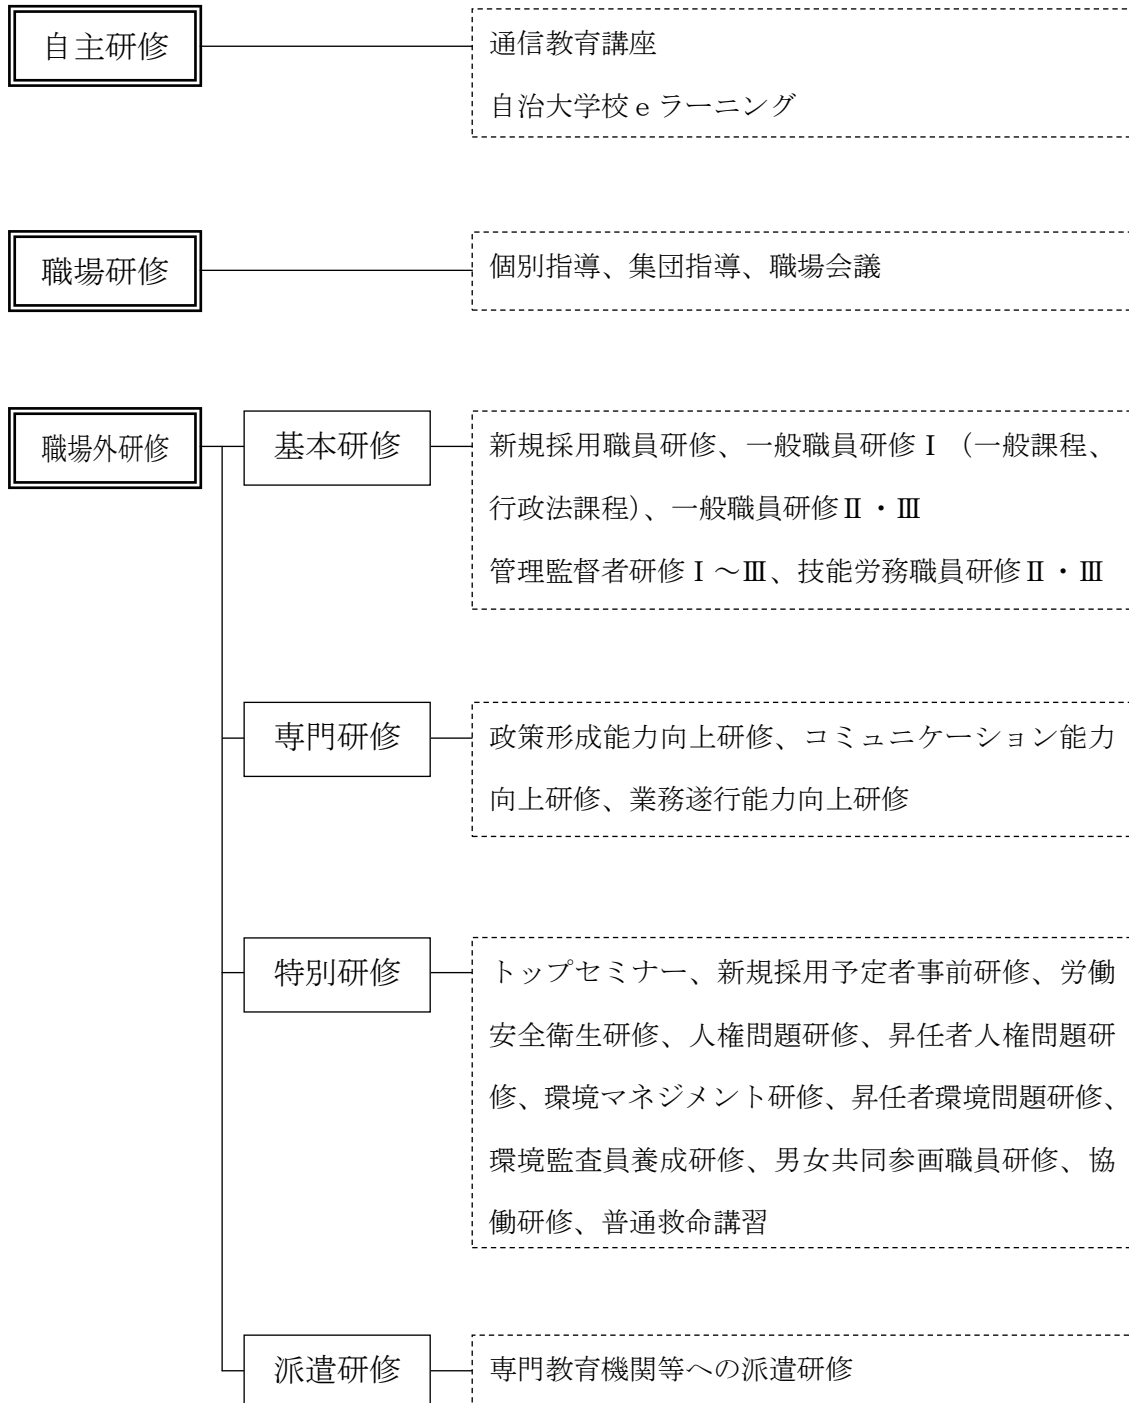 自主研修
通信教育講座
自治大学校eラーニング
職場研修
個別指導、集団指導、職場会議
職場外研修
基本研修
新規採用職員研修、一般職員研修Ⅰ（一般課程、
行政法課程）、一般職員研修Ⅱ・Ⅲ
管理監督者研修Ⅰ～Ⅲ、技能労務職員研修Ⅱ・Ⅲ
専門研修
政策形成能力向上研修、コミュニケーション能力
向上研修、業務遂行能力向上研修
特別研修
トップセミナー、新規採用予定者事前研修、労働
安全衛生研修、人権問題研修、昇任者人権問題研
修、環境マネジメント研修、昇任者環境問題研修、
環境監査員養成研修、男女共同参画職員研修、協
働研修、普通救命講習
派遣研修
専門教育機関等への派遣研修